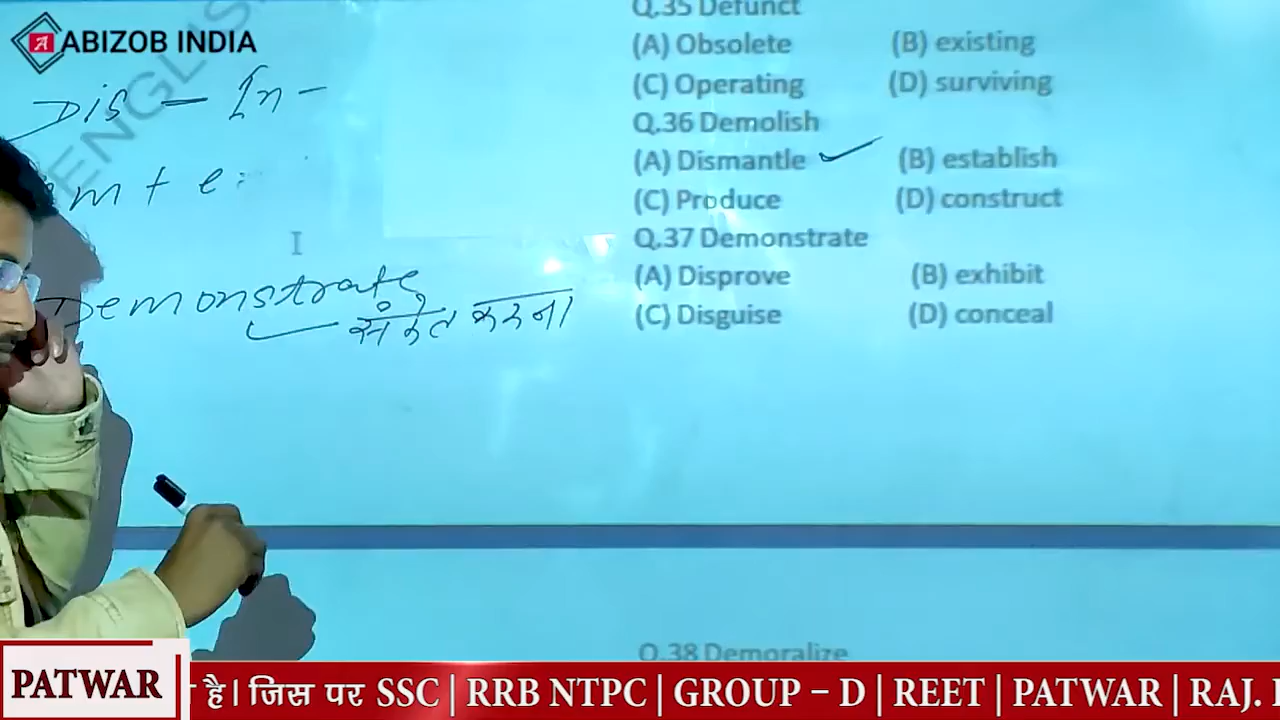 ABIZOB INDIA
ENGLIS
Dis - In -
m + e:
Demonstrate
संकेत करना
Q.35 Defunct
(A) Obsolete (B) existing
(C) Operating (D) surviving
Q.36 Demolish
(A) Dismantle (B) establish
(C) Produce (D) construct
Q.37 Demonstrate
(A) Disprove (B) exhibit
(C) Disguise (D) conceal
Q.38 Demoralize
PATWAR
है। जिस पर SSC | RRB NTPC | GROUP – D | REET | PATWAR | RAJ.